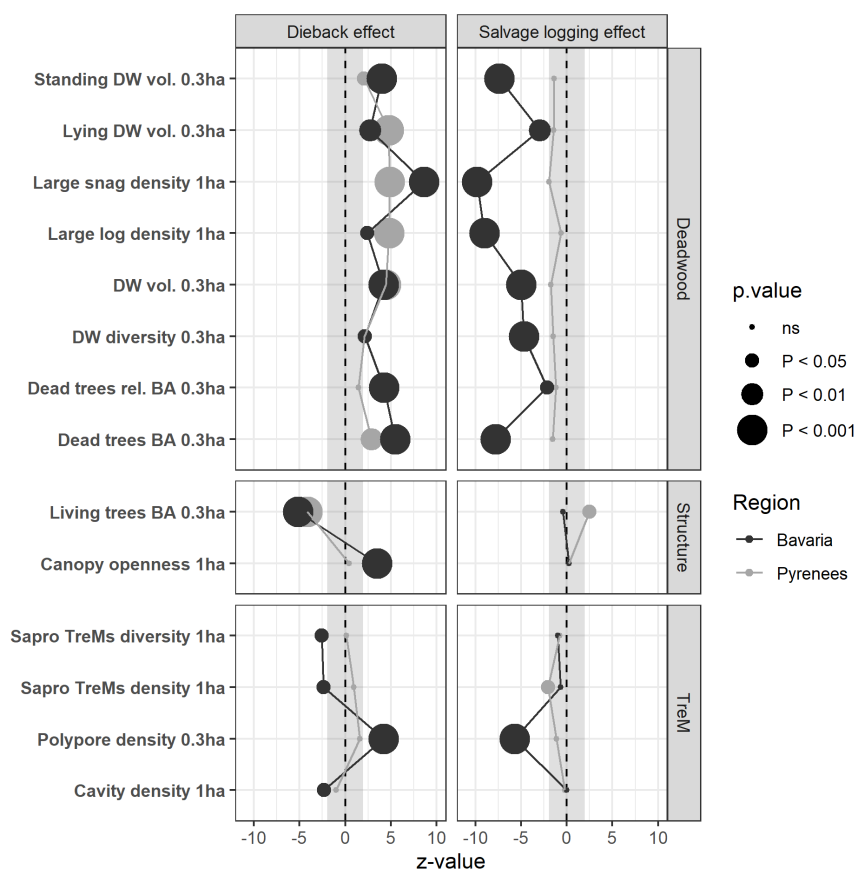 Dieback effect
Salvage logging effect
Standing DW vol. 0.3ha
Lying DW vol. 0.3ha
Large snag density 1ha
Large log density 1ha
DW vol. 0.3ha
DW diversity 0.3ha
Dead trees rel. BA 0.3ha
Dead trees BA 0.3ha
Deadwood
Living trees BA 0.3ha
Canopy openness 1ha
Structure
Sapro TreMs diversity 1ha
Sapro TreMs density 1ha
Polypore density 0.3ha
Cavity density 1ha
TreM
-10 -5 0 5 10
-10 -5 0 5 10
z-value
p.value
ns
P < 0.05
P < 0.01
P < 0.001
Region
Bavaria
Pyrenees